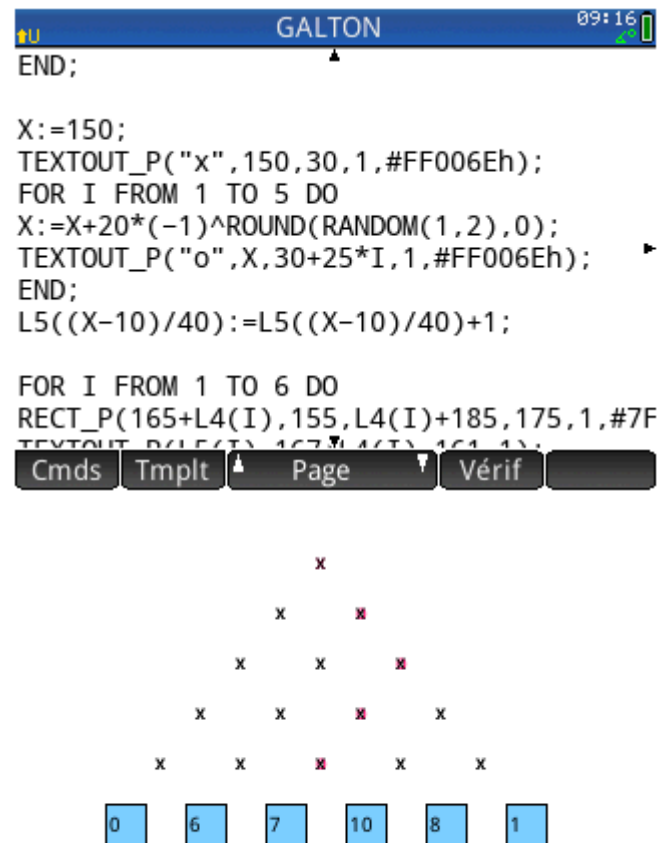 GALTON
09:16
U
END;
X:=150;
TEXTOUT_P("x",150,30,1,#FF006Eh);
FOR I FROM 1 TO 5 DO
X:=X+20*(-1)^ROUND(RANDOM(1,2),0);
TEXTOUT_P("o",X,30+25*I,1,#FF006Eh);
END;
L5((X-10)/40):=L5((X-10)/40)+1;
FOR I FROM 1 TO 6 DO
RECT_P(165+L4(I),155,L4(I)+185,175,1,#7F
Cmds Tmplt Page Vérif
x
x x
x x x
x x x x
x x x x x
0 6 7 10 8 1